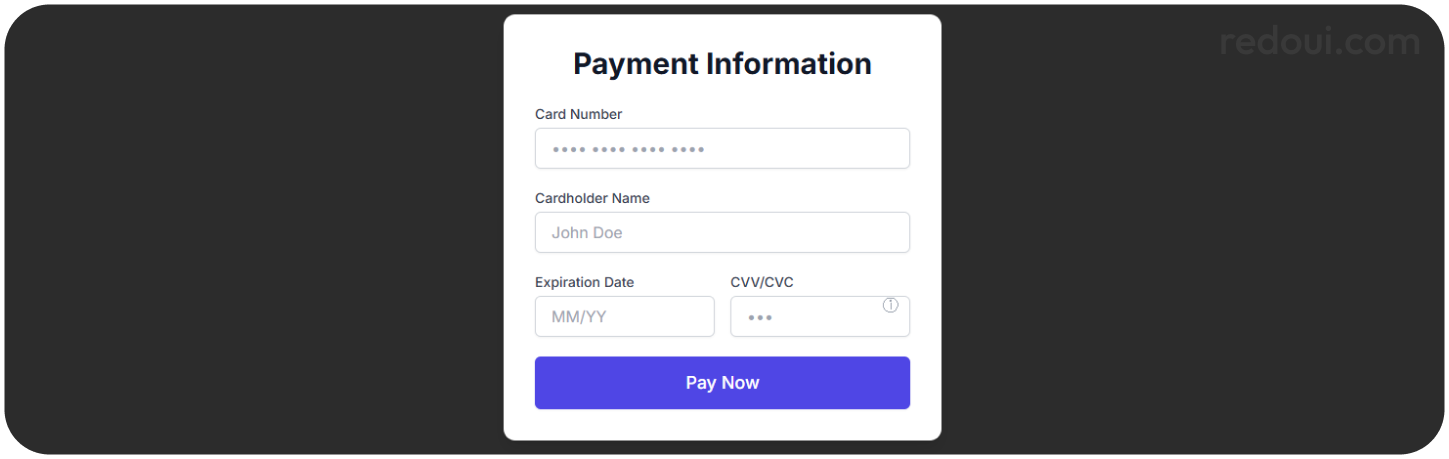 redoui.com
Payment Information
Card Number
•••• •••• •••• ••••
Cardholder Name
John Doe
Expiration Date
CVV/CVC
MM/YY
•••
Pay Now